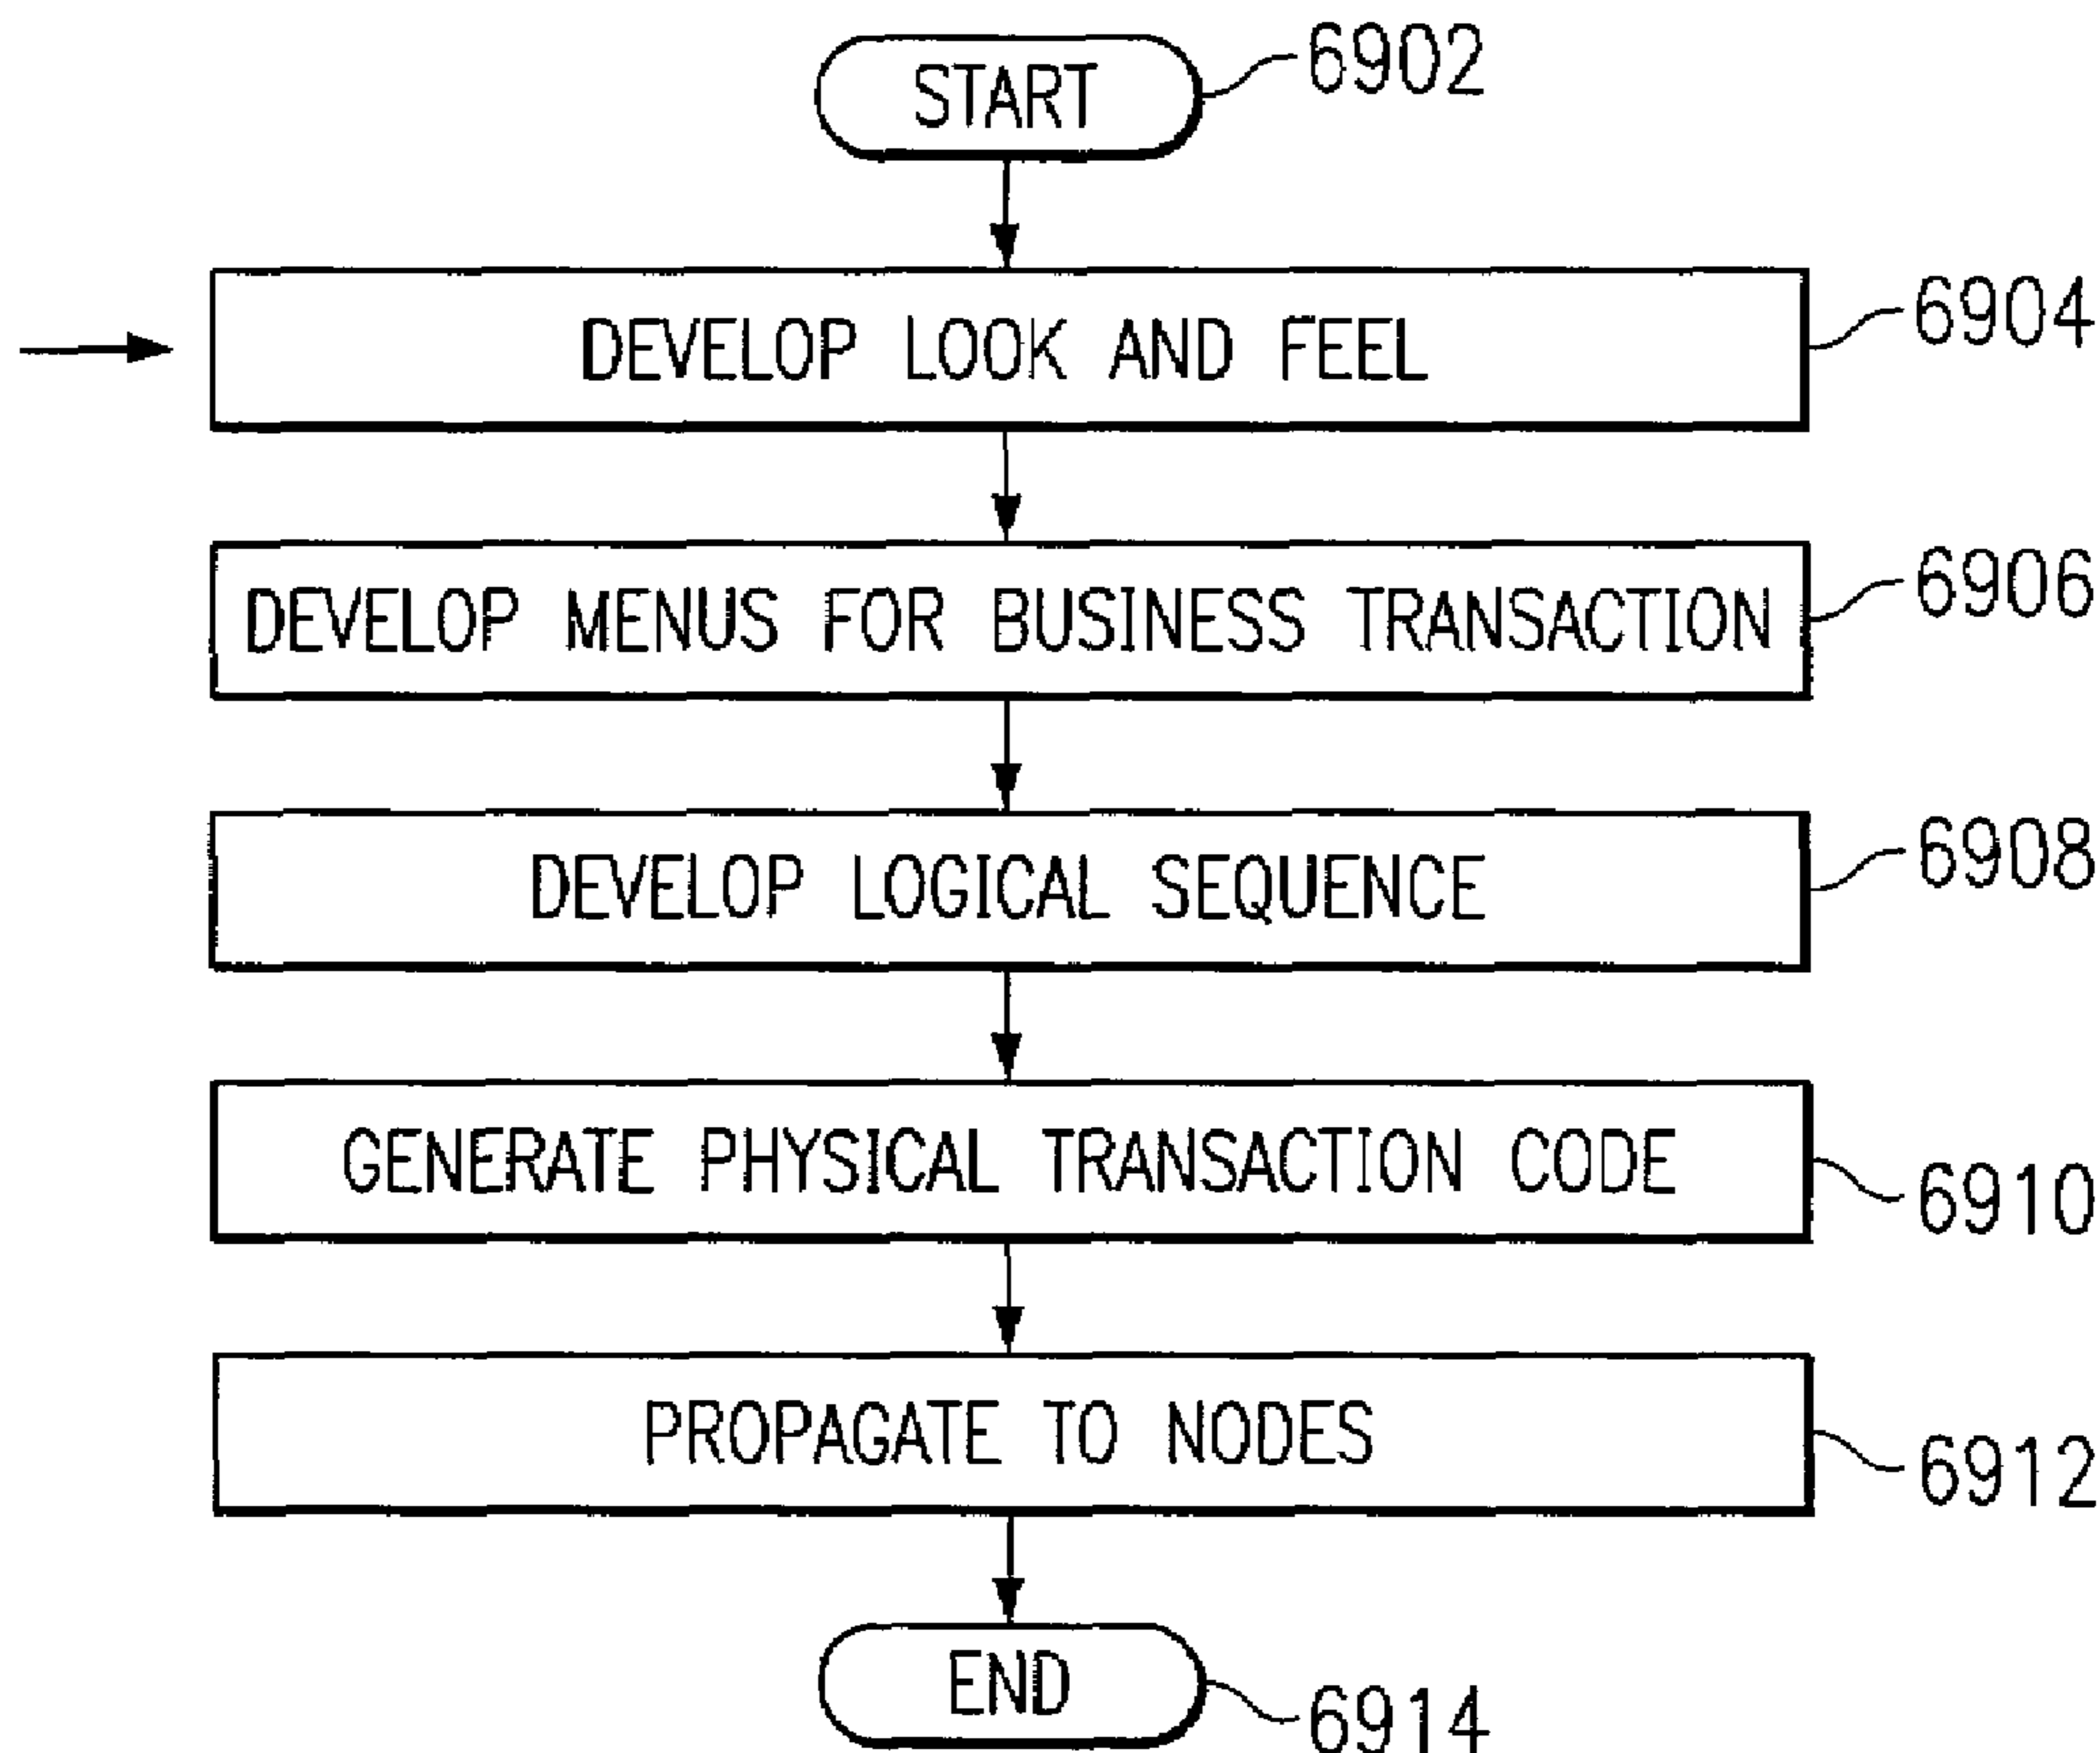 START
6902
DEVELOP LOOK AND FEEL
6904
DEVELOP MENUS FOR BUSINESS TRANSACTION
6906
DEVELOP LOGICAL SEQUENCE
6908
GENERATE PHYSICAL TRANSACTION CODE
6910
PROPAGATE TO NODES
6912
END
6914